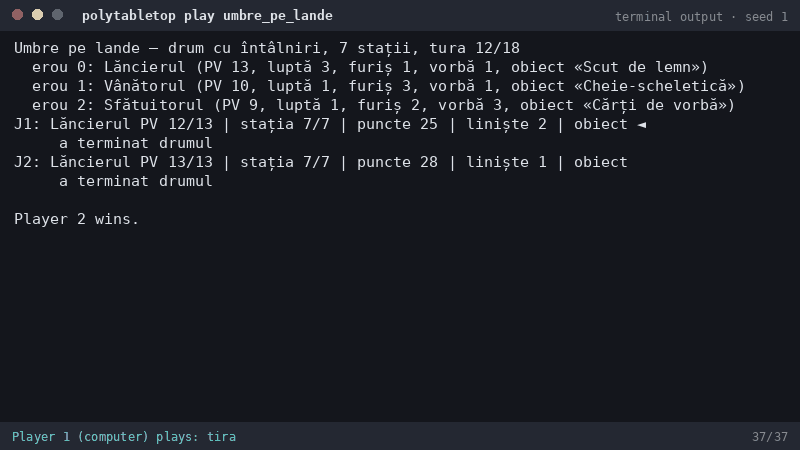 polytabletop play umbre_pe_lande
terminal output · seed 1
Umbre pe lande — drum cu întâlniri, 7 stații, tura 12/18
erou 0: Lăncierul (PV 13, luptă 3, furiș 1, vorbă 1, obiect «Scut de lemn»)
erou 1: Vânătorul (PV 10, luptă 1, furiș 3, vorbă 1, obiect «Cheie-scheletică»)
erou 2: Sfătuitorul (PV 9, luptă 1, furiș 2, vorbă 3, obiect «Cărți de vorbă»)
J1: Lăncierul PV 12/13 | stația 7/7 | puncte 25 | liniște 2 | obiect ◄
a terminat drumul
J2: Lăncierul PV 13/13 | stația 7/7 | puncte 28 | liniște 1 | obiect
a terminat drumul
Player 2 wins.
Player 1 (computer) plays: tira
37/37